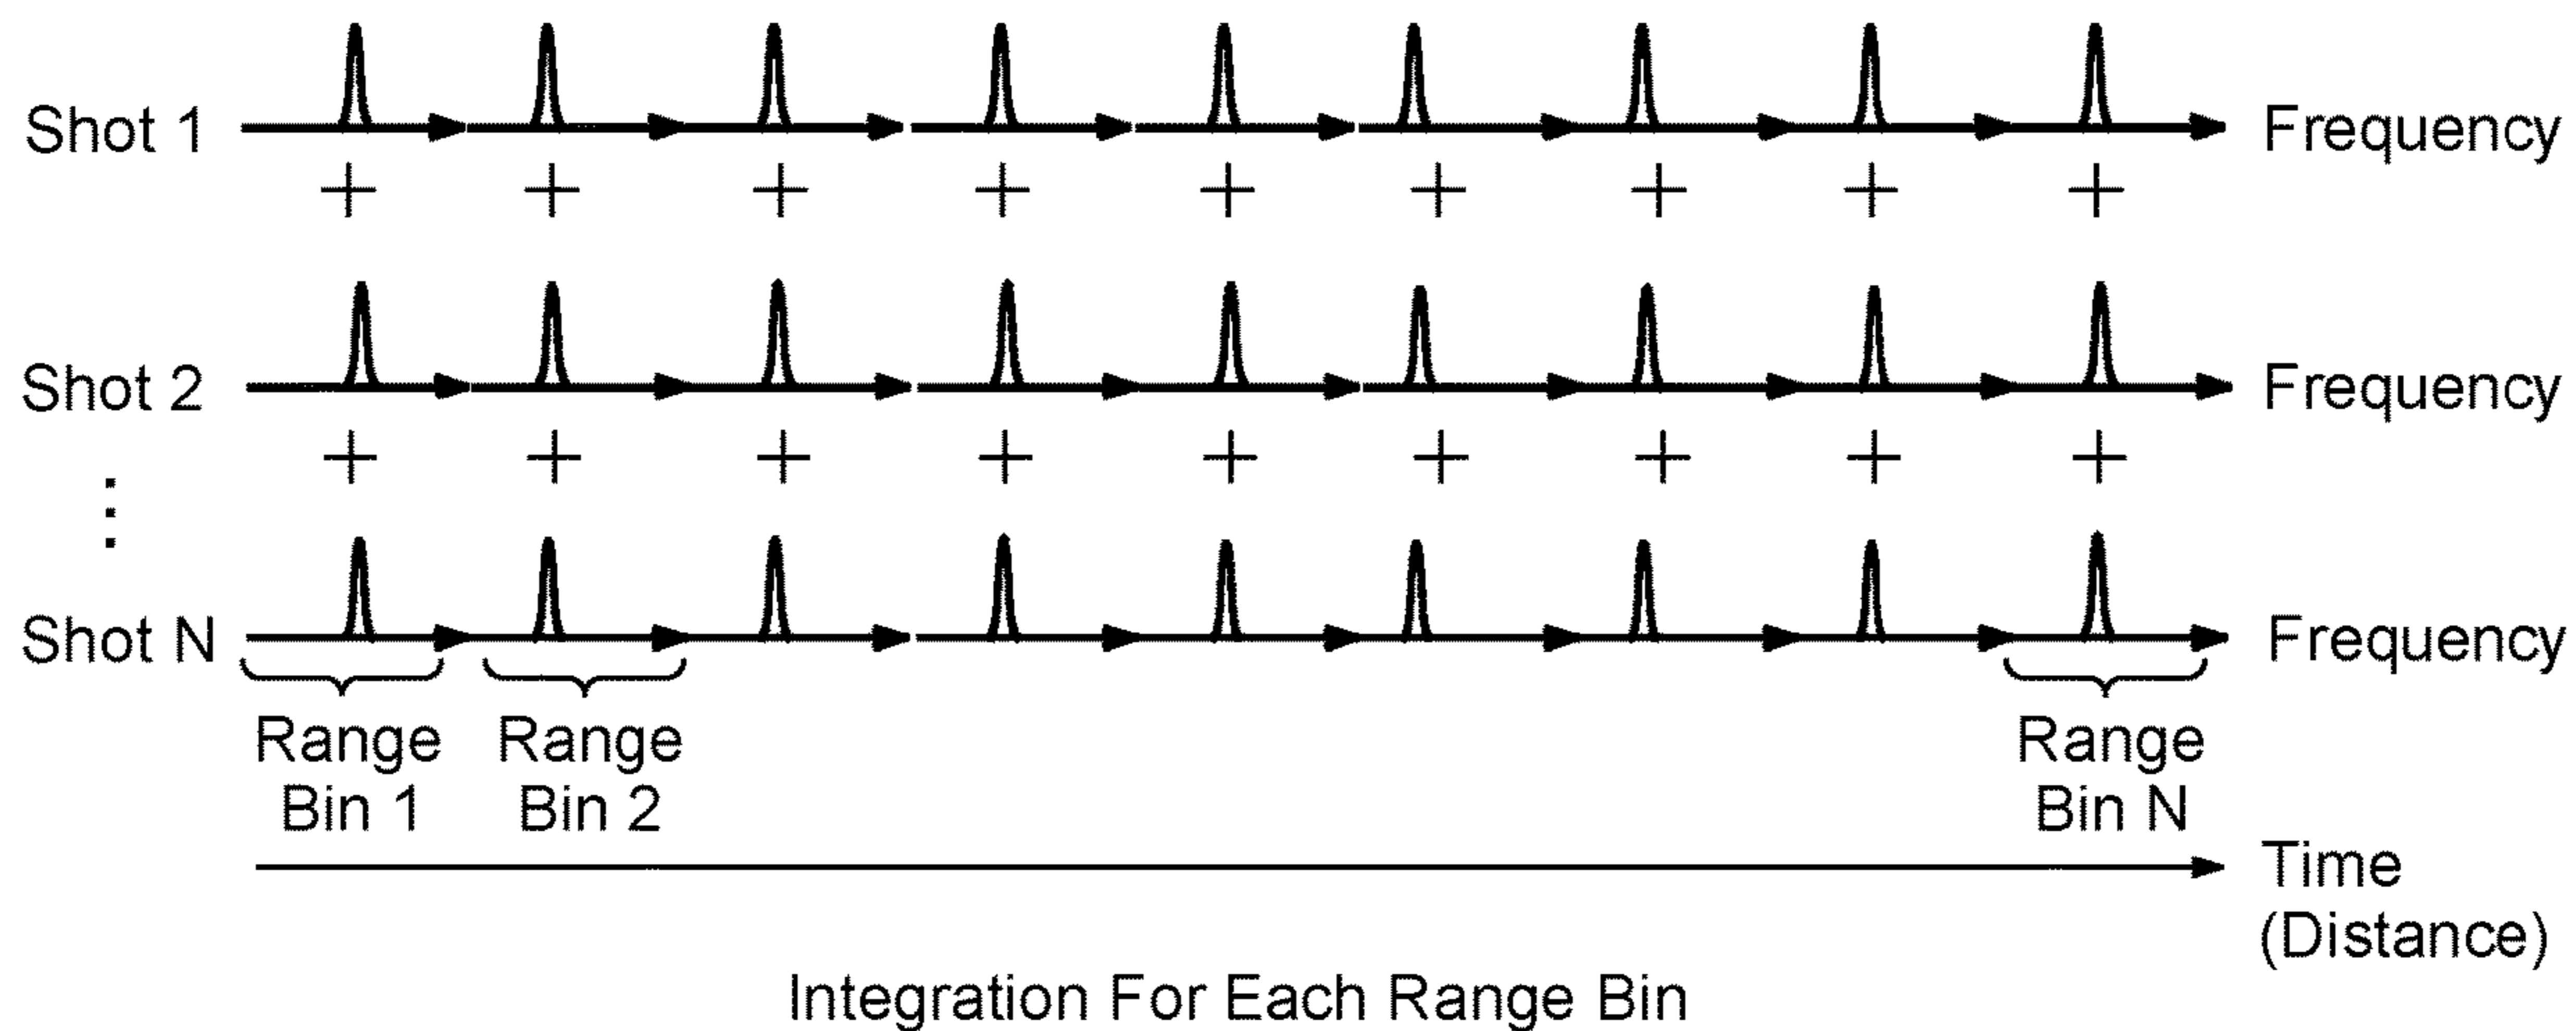 Shot 1
Frequency
+ + + + + + + + +
Shot 2
Frequency
+ + + + + + + + +
⋮
Shot N
Frequency
Range
Bin 1
Range
Bin 2
Range
Bin N
Time
(Distance)
Integration For Each Range Bin